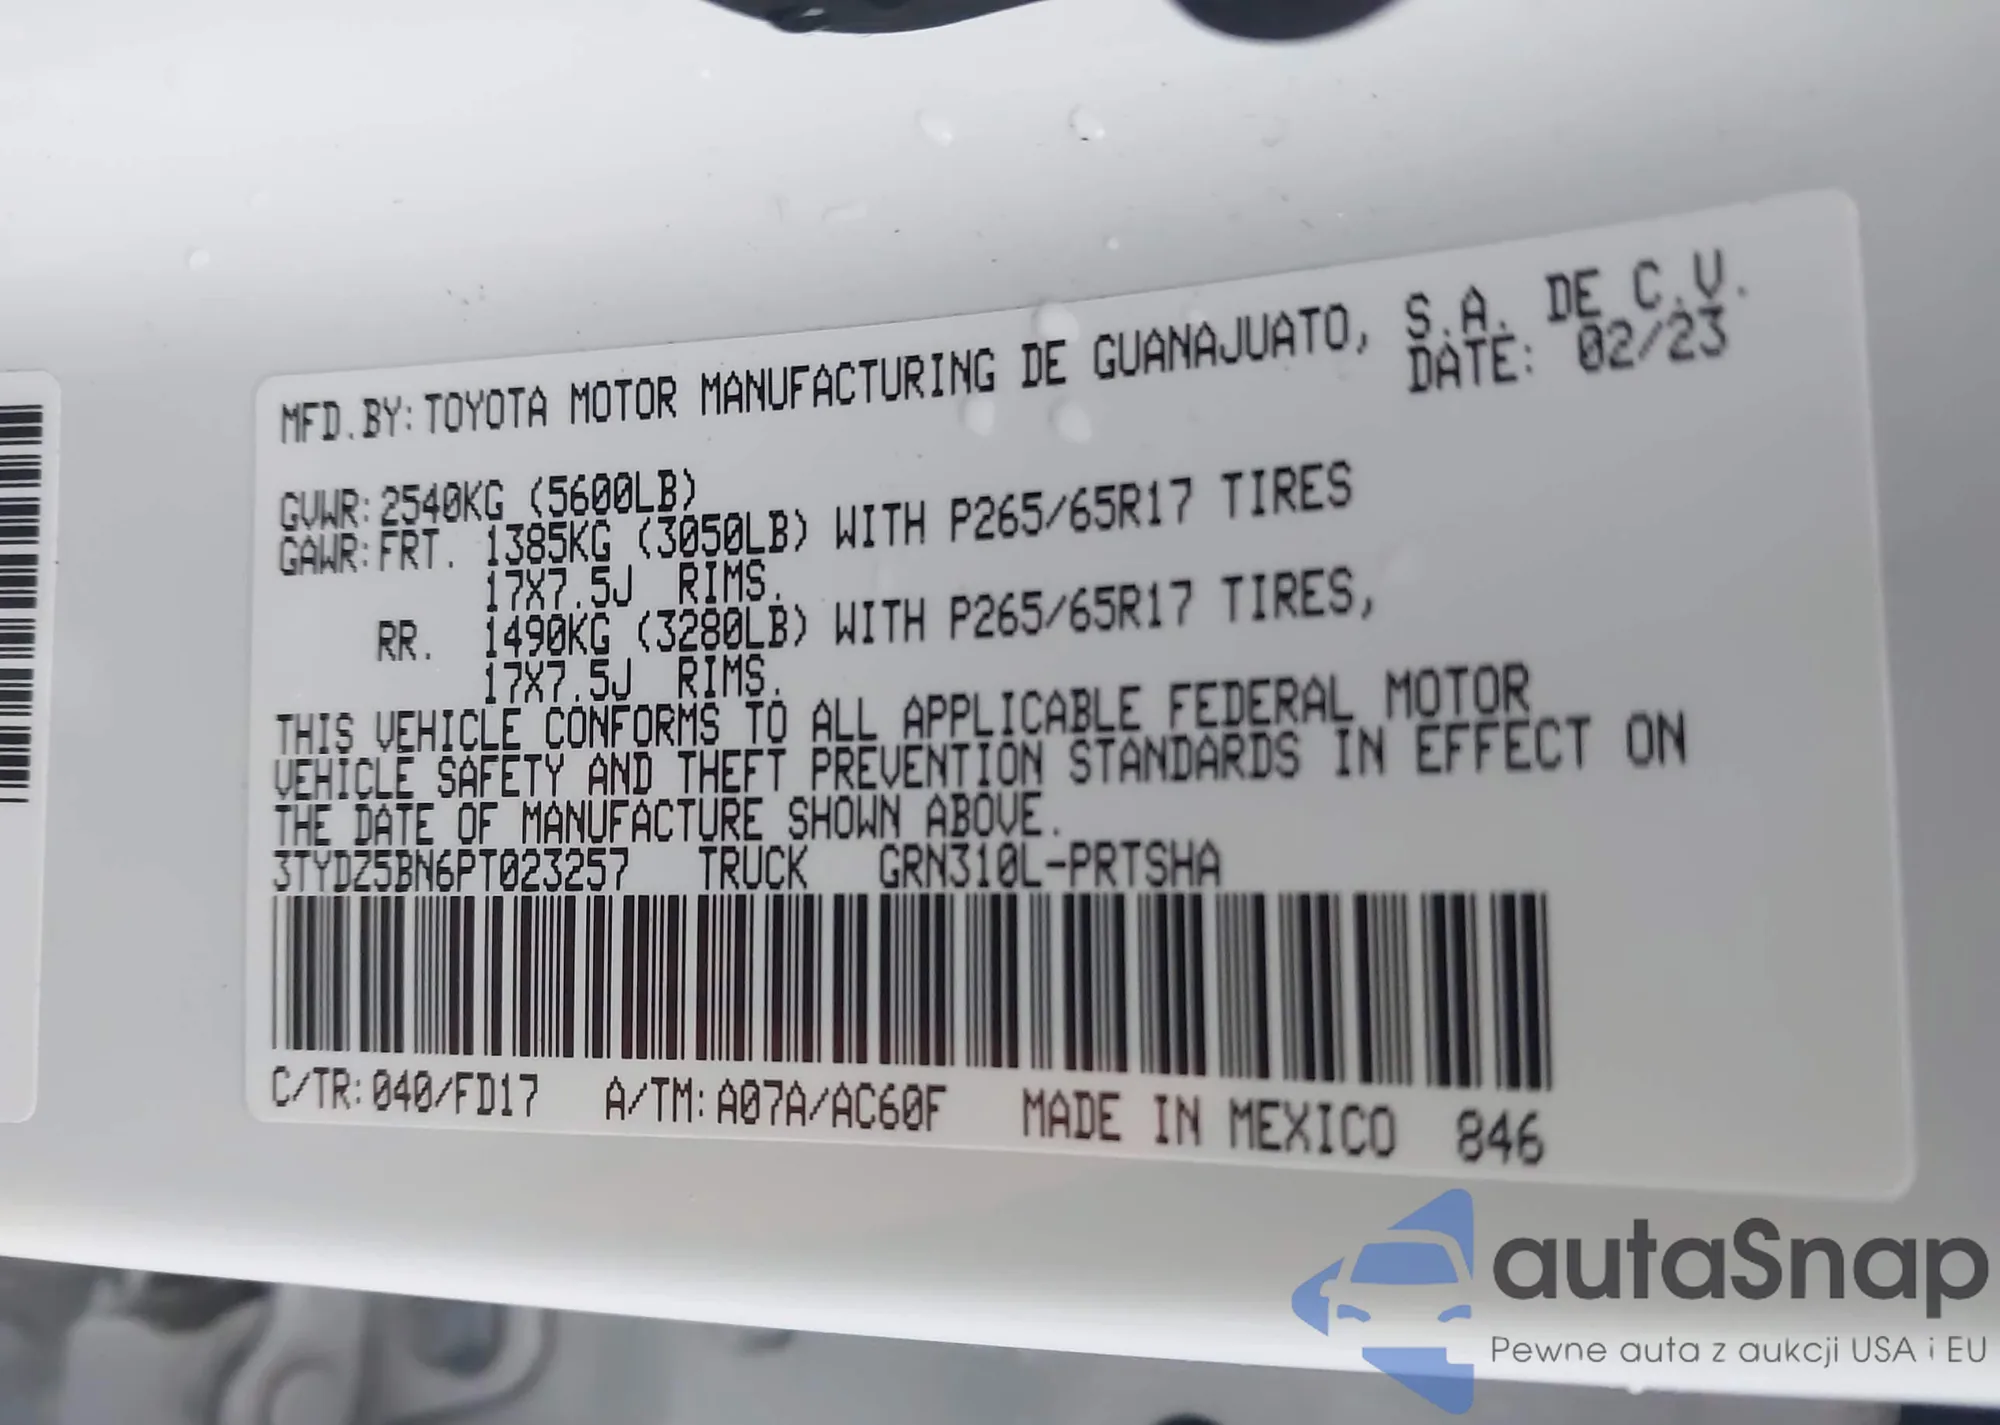 MFD.BY:TOYOTA MOTOR MANUFACTURING DE GUANAJUATO, S.A. DE C.V.
DATE: 02/23
GVWR:2540KG (5600LB)
GAWR:FRT. 1385KG (3050LB) WITH P265/65R17 TIRES
17X7.5J RIMS.
RR. 1490KG (3280LB) WITH P265/65R17 TIRES,
17X7.5J RIMS.
THIS VEHICLE CONFORMS TO ALL APPLICABLE FEDERAL MOTOR
VEHICLE SAFETY AND THEFT PREVENTION STANDARDS IN EFFECT ON
THE DATE OF MANUFACTURE SHOWN ABOVE.
3TYDZ5BN6PT023257 TRUCK GRN310L-PRTSHA
C/TR:040/FD17 A/TM:A07A/AC60F MADE IN MEXICO 846
autaSnap
Pewne auta z aukcji USA i EU